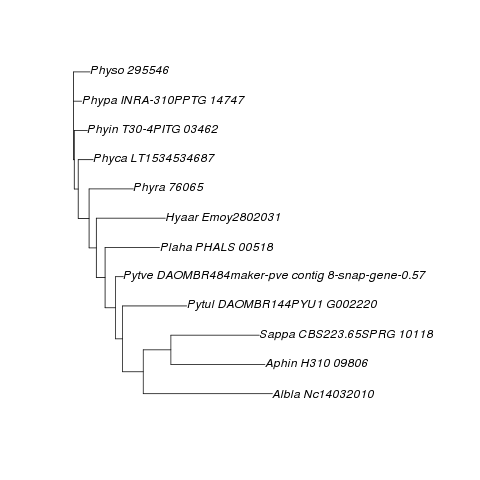 Physo 295546
Phypa INRA-310PPTG 14747
Phyin T30-4PITG 03462
Phyca LT1534534687
Phyra 76065
Hyaar Emoy2802031
Plaha PHALS 00518
Pytve DAOMBR484maker-pve contig 8-snap-gene-0.57
Pytul DAOMBR144PYU1 G002220
Sappa CBS223.65SPRG 10118
Aphin H310 09806
Albla Nc14032010